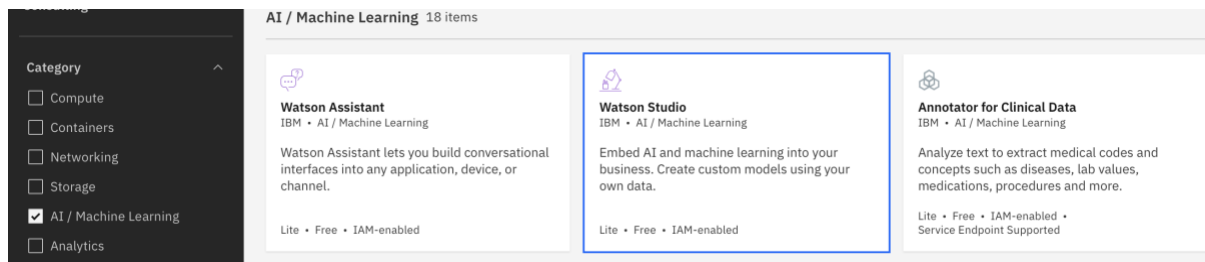 Consulting
Category
Compute
Containers
Networking
Storage
AI / Machine Learning
Analytics
AI / Machine Learning 18 items
Watson Assistant
IBM • AI / Machine Learning
Watson Assistant lets you build conversational
interfaces into any application, device, or
channel.
Lite • Free • IAM-enabled
Watson Studio
IBM • AI / Machine Learning
Embed AI and machine learning into your
business. Create custom models using your
own data.
Lite • Free • IAM-enabled
Annotator for Clinical Data
IBM • AI / Machine Learning
Analyze text to extract medical codes and
concepts such as diseases, lab values,
medications, procedures and more.
Lite • Free • IAM-enabled •
Service Endpoint Supported